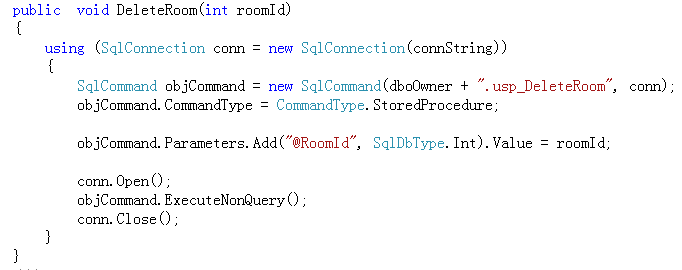 public  void DeleteRoom(int roomId)
{
    using (SqlConnection conn = new SqlConnection(connString))
    {
        SqlCommand objCommand = new SqlCommand(dboOwner + ".usp_DeleteRoom", conn);
        objCommand.CommandType = CommandType.StoredProcedure;

        objCommand.Parameters.Add("@RoomId", SqlDbType.Int).Value = roomId;

        conn.Open();
        objCommand.ExecuteNonQuery();
        conn.Close();
    }
}